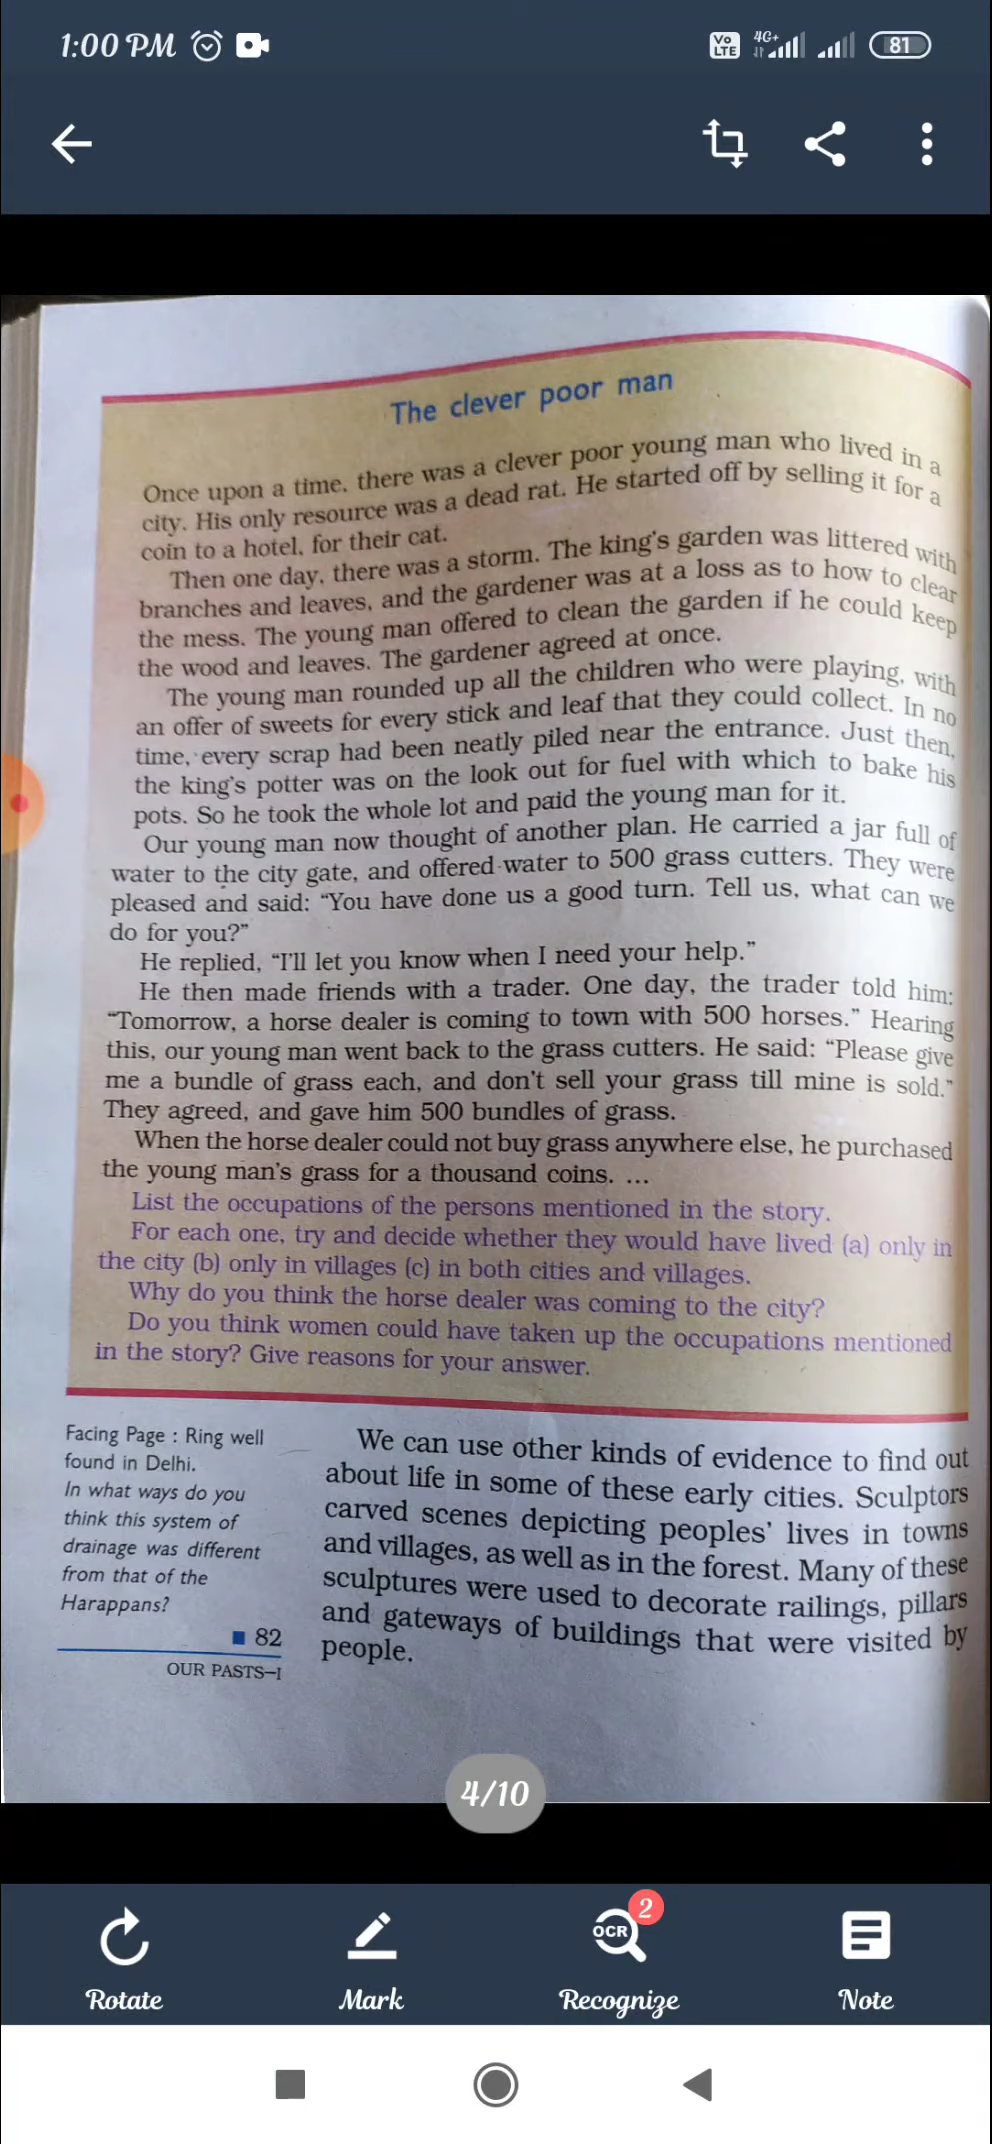 1:00 PM
Vo LTE
4G+
81
The clever poor man
Once upon a time, there was a clever poor young man who lived in a
city. His only resource was a dead rat. He started off by selling it for a
coin to a hotel, for their cat.
Then one day, there was a storm. The king's garden was littered with
branches and leaves, and the gardener was at a loss as to how to clear
the mess. The young man offered to clean the garden if he could keep
the wood and leaves. The gardener agreed at once.
The young man rounded up all the children who were playing, with
an offer of sweets for every stick and leaf that they could collect. In no
time, every scrap had been neatly piled near the entrance. Just then,
the king's potter was on the look out for fuel with which to bake his
pots. So he took the whole lot and paid the young man for it.
Our young man now thought of another plan. He carried a jar full of
water to the city gate, and offered water to 500 grass cutters. They were
pleased and said: “You have done us a good turn. Tell us, what can we
do for you?”
He replied, “I'll let you know when I need your help.”
He then made friends with a trader. One day, the trader told him:
“Tomorrow, a horse dealer is coming to town with 500 horses.” Hearing
this, our young man went back to the grass cutters. He said: “Please give
me a bundle of grass each, and don't sell your grass till mine is sold.”
They agreed, and gave him 500 bundles of grass.
When the horse dealer could not buy grass anywhere else, he purchased
the young man's grass for a thousand coins. ...
List the occupations of the persons mentioned in the story.
For each one, try and decide whether they would have lived (a) only in
the city (b) only in villages (c) in both cities and villages.
Why do you think the horse dealer was coming to the city?
Do you think women could have taken up the occupations mentioned
in the story? Give reasons for your answer.
Facing Page : Ring well
found in Delhi.
In what ways do you
think this system of
drainage was different
from that of the
Harappans?
82
OUR PASTS–I
We can use other kinds of evidence to find out
about life in some of these early cities. Sculptors
carved scenes depicting peoples' lives in towns
and villages, as well as in the forest. Many of these
sculptures were used to decorate railings, pillars
and gateways of buildings that were visited by
people.
4/10
OCR
2
Rotate
Mark
Recognize
Note